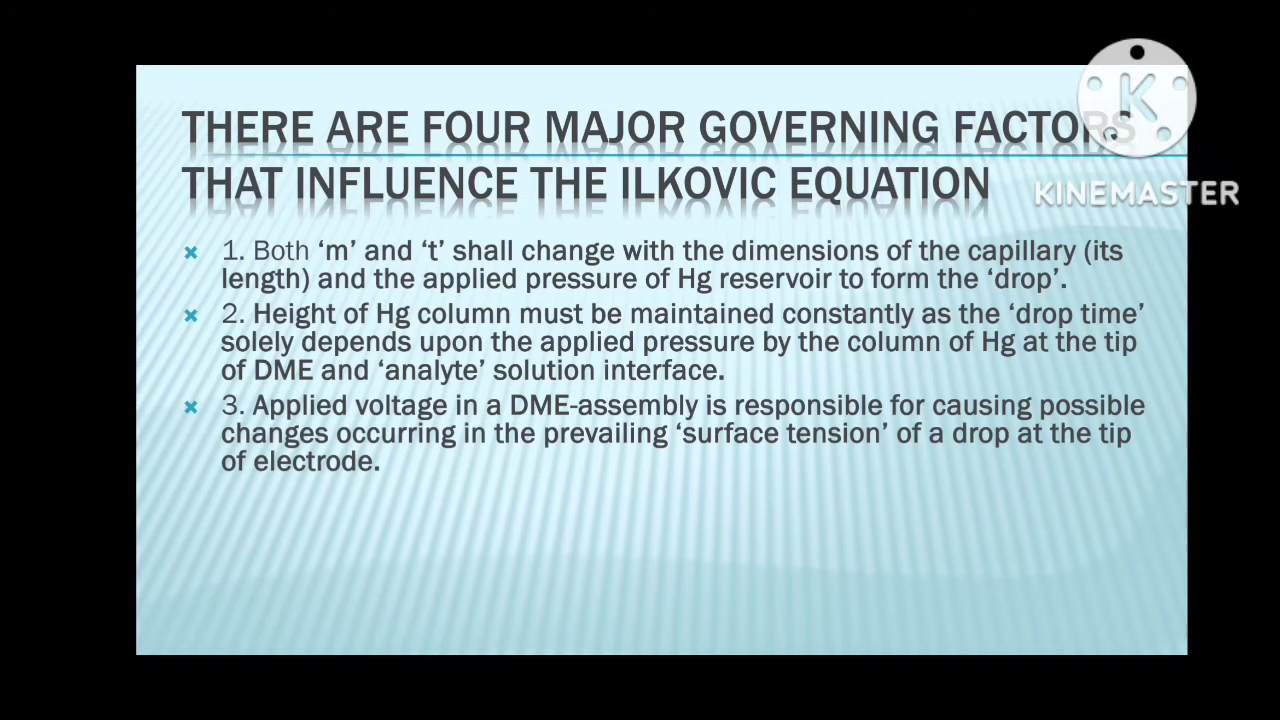 THERE ARE FOUR MAJOR GOVERNING FACTORS
THAT INFLUENCE THE ILKOVIC EQUATION
1. Both ‘m’ and ‘t’ shall change with the dimensions of the capillary (its
length) and the applied pressure of Hg reservoir to form the ‘drop’.
2. Height of Hg column must be maintained constantly as the ‘drop time’
solely depends upon the applied pressure by the column of Hg at the tip
of DME and ‘analyte’ solution interface.
3. Applied voltage in a DME-assembly is responsible for causing possible
changes occurring in the prevailing ‘surface tension’ of a drop at the tip
of electrode.
K
KINEMASTER